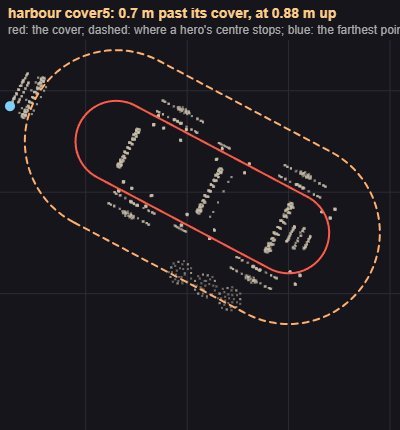 harbour cover5: 0.7 m past its cover, at 0.88 m up
red: the cover; dashed: where a hero's centre stops; blue: the farthest poin